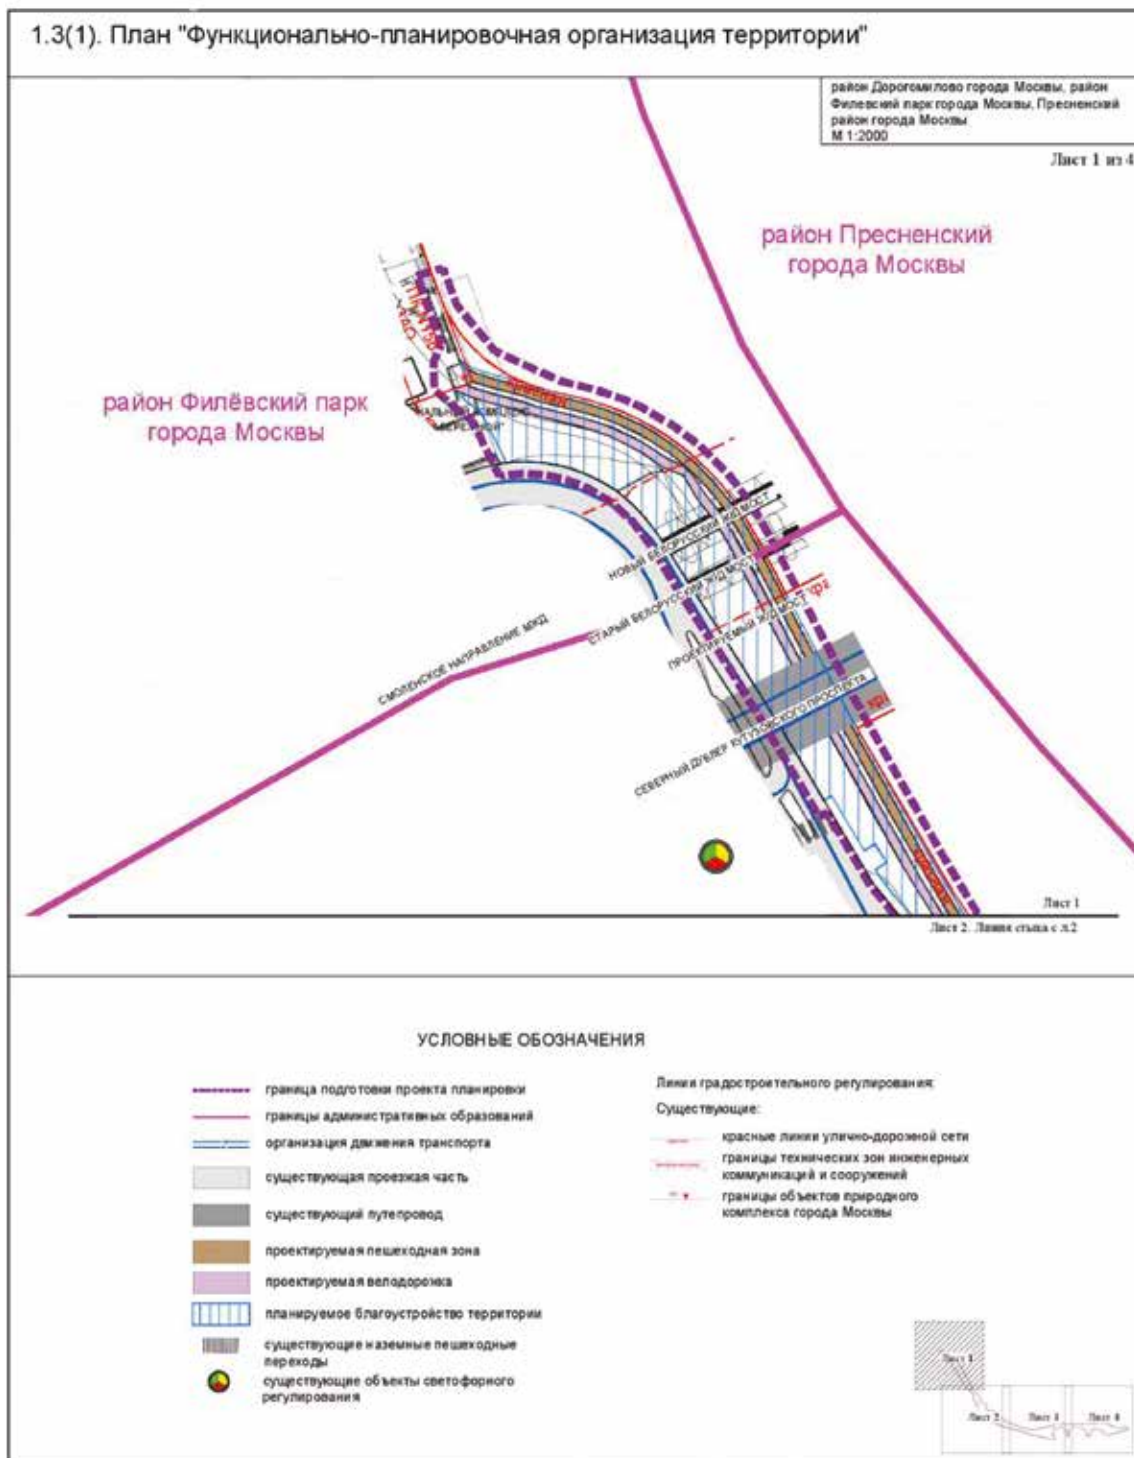 1.3(1). План "Функционально-планировочная организация территории"
район Дорогомилово города Москвы, район
Филевский парк города Москвы, Пресненский
район города Москвы
М 1:2000
Лист 1 из 4
район Пресненский
города Москвы
район Филёвский парк
города Москвы
НОВЫЙ БЕЛОРУССКИЙ Ж/Д МОСТ
СТАРЫЙ БЕЛОРУССКИЙ Ж/Д МОСТ
ПРОЕКТИРУЕМЫЙ Ж/Д МОСТ
СМОЛЕНСКОЕ НАПРАВЛЕНИЕ МЖД
СЕВЕРНЫЙ ДУБЛЕР КУТУЗОВСКОГО ПРОСПЕКТА
Лист 1
Лист 2. Линия стыка с л.2
УСЛОВНЫЕ ОБОЗНАЧЕНИЯ
граница подготовки проекта планировки
границы административных образований
организация движения транспорта
существующая проезжая часть
существующий путепровод
проектируемая пешеходная зона
проектируемая велодорожка
планируемое благоустройство территории
существующие наземные пешеходные
переходы
существующие объекты светофорного
регулирования
Линии градостроительного регулирования:
Существующие:
красные линии улично-дорожной сети
границы технических зон инженерных
коммуникаций и сооружений
границы объектов природного
комплекса города Москвы
Лист 1
Лист 2